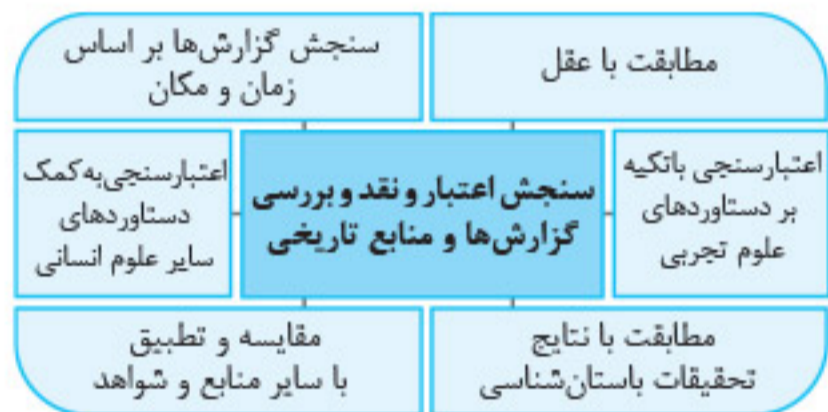 مطابقت با عقل
سنجش گزارش‌ها بر اساس
زمان و مکان
اعتبارسنجی باتکیه
بر دستاوردهای
علوم تجربی
سنجش اعتبار و نقد و بررسی
گزارش‌ها و منابع تاریخی
اعتبارسنجی به کمک
دستاوردهای
سایر علوم انسانی
مطابقت با نتایج
تحقیقات باستان‌شناسی
مقایسه و تطبیق
با سایر منابع و شواهد